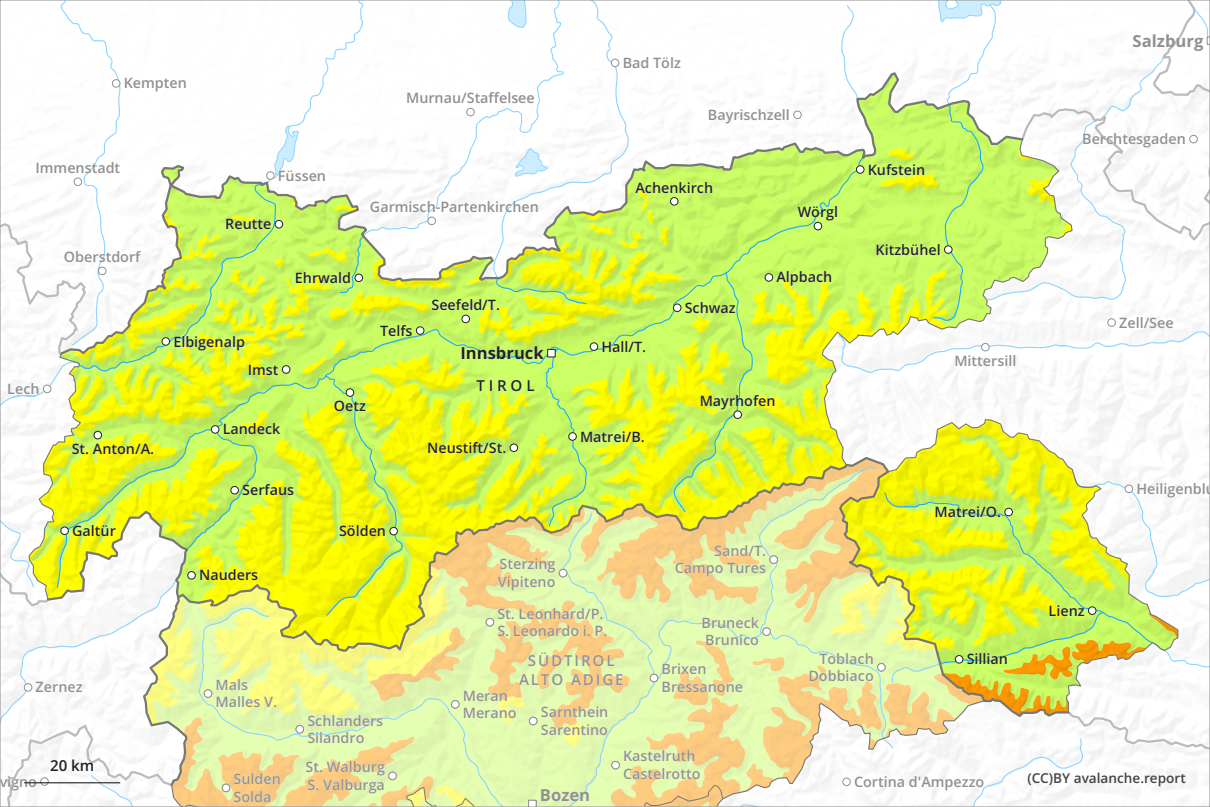 Salzburg
Bad Tölz
Kempten
Murnau/Staffelsee
Bayrischzell
Berchtesgaden
Immenstadt
Füssen
Kufstein
Achenkirch
Garmisch-Partenkirchen
Wörgl
Reutte
Kitzbühel
Oberstdorf
Ehrwald
Alpbach
Seefeld/T.
Schwaz
Telfs
Zell/See
Elbigenalp
Innsbruck
Hall/T.
Mittersill
Imst
TIROL
Lech
Oetz
Mayrhofen
Landeck
Matrei/B.
St. Anton/A.
Neustift/St.
Serfaus
Heiligenblu
Matrei/O.
Galtür
Sölden
Sterzing
Vipiteno
Sand/T.
Campo Tures
Nauders
St. Leonhard/P.
S. Leonardo i. P.
Lienz
Bruneck
Brunico
SÜDTIROL
ALTO ADIGE
Toblach
Dobbiaco
Sillian
Brixen
Bressanone
Zernez
Mals
Malles V.
Meran
Merano
Sarnthein
Sarentino
Schlanders
Silandro
Kastelruth
Castelrotto
St. Walburg
S. Valburga
20 km
vigno
Sulden
Solda
Cortina d'Ampezzo
(CC)BY avalanche.report
Bozen